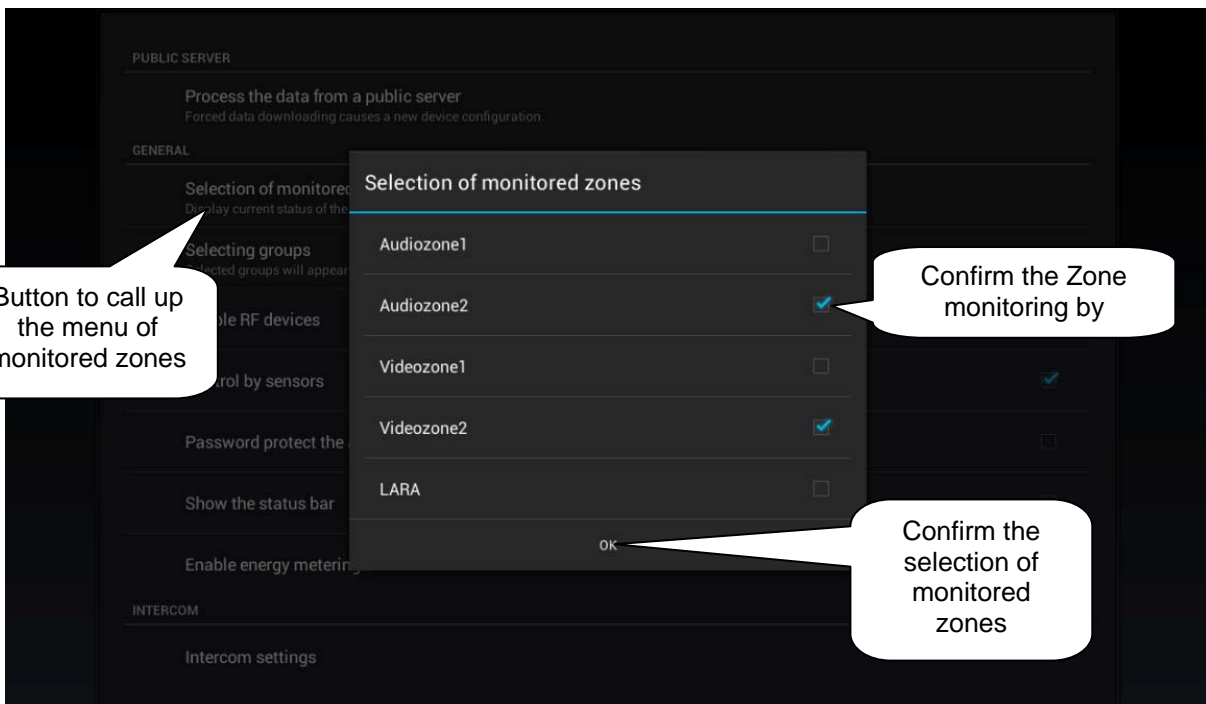 PUBLIC SERVER
Process the data from a public server
Forced data downloading causes a new device configuration.
GENERAL
Selection of monitored
Display current status of the
Selecting groups
Selected groups will appear
RF devices
by sensors
Password protect the
Show the status bar
Enable energy metering
INTERCOM
Intercom settings
Selection of monitored zones
Audiozone1
Audiozone2
Videozone1
Videozone2
LARA
OK
Button to call up
the menu of
monitored zones
Confirm the Zone
monitoring by
Confirm the
selection of
monitored
zones